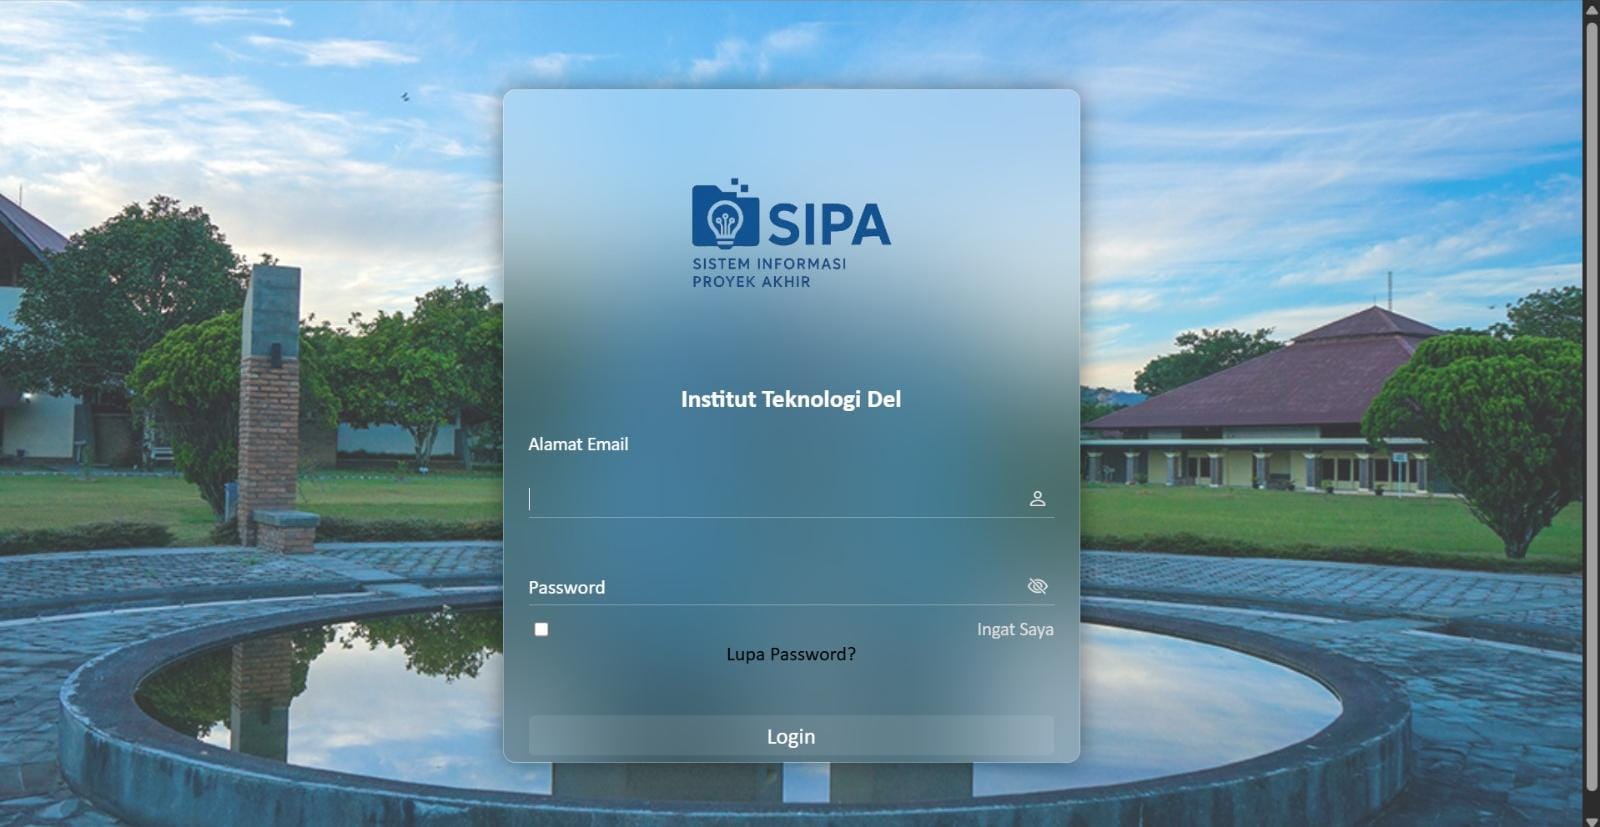 SIPA
SISTEM INFORMASI
PROYEK AKHIR
Institut Teknologi Del
Alamat Email
Password
Ingat Saya
Lupa Password?
Login